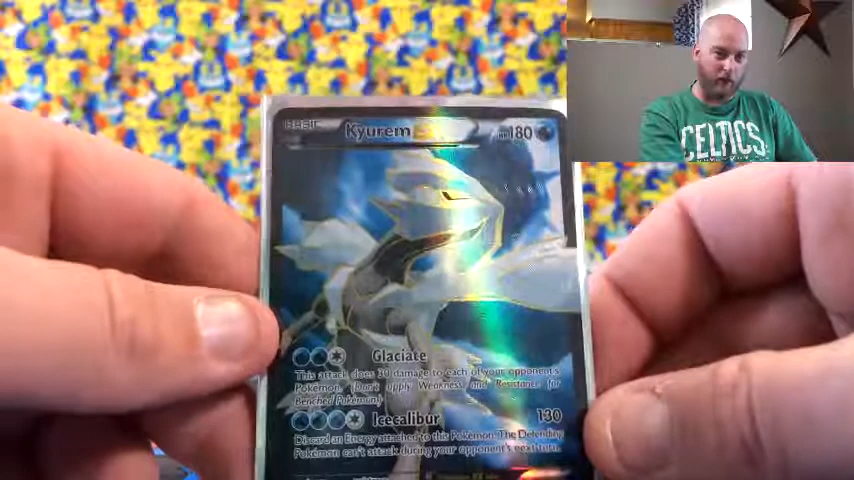 BASIC Kyurem EX HP180
Glaciate
This attack does 30 damage to each of your opponent's
Pokémon. (Don't apply Weakness and Resistance for
Benched Pokémon.)
Icecalibur 130
Discard an Energy attached to this Pokémon. The Defending
Pokémon can't attack during your opponent's next turn.
CELTICS